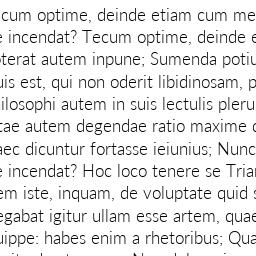 cum optime, deinde etiam cum me
incendat? Tecum optime, deinde e
terat autem inpune; Sumenda potiu
uis est, qui non oderit libidinosam, p
ilosophi autem in suis lectulis pleru
tae autem degendae ratio maxime
aec dicuntur fortasse ieiunius; Nunc
incendat? Hoc loco tenere se Triar
em iste, inquam, de voluptate quid s
egabat igitur ullam esse artem, quae
uippe: habes enim a rhetoribus; Qua